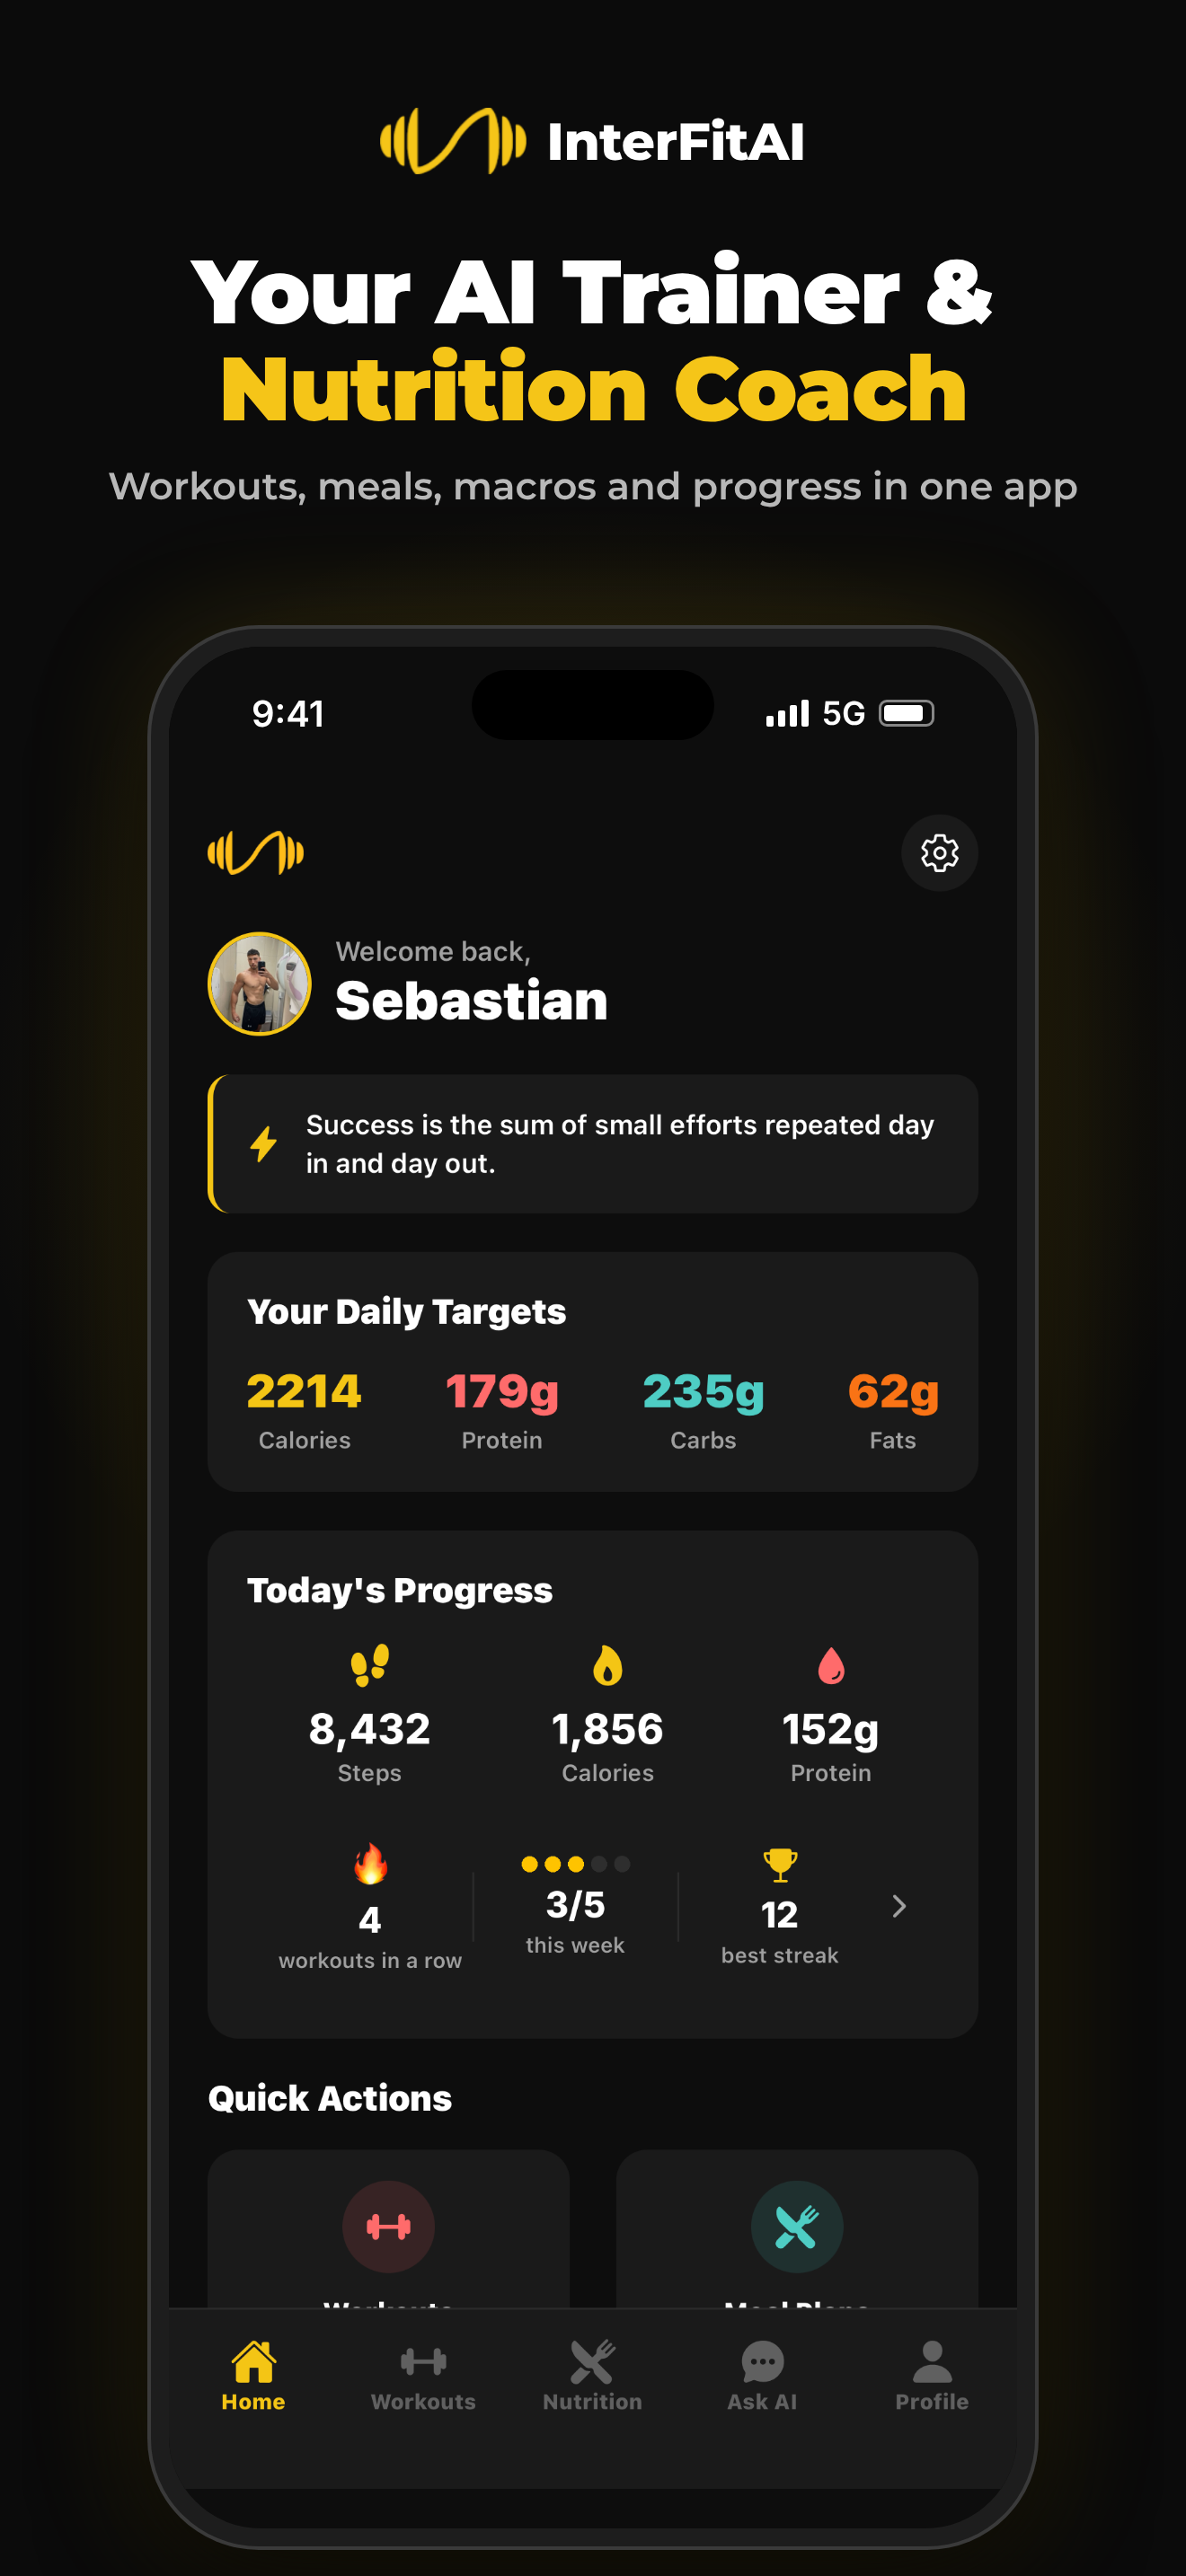 InterFitAI
Your AI Trainer &
Nutrition Coach
Workouts, meals, macros and progress in one app
9:41
5G
Welcome back,
Sebastian
Success is the sum of small efforts repeated day
in and day out.
Your Daily Targets
2214 179g 235g 62g
Calories Protein Carbs Fats
Today's Progress
8,432 1,856 152g
Steps Calories Protein
4 3/5 12
workouts in a row this week best streak
Quick Actions
Workouts Meal Plans
Home Workouts Nutrition Ask AI Profile